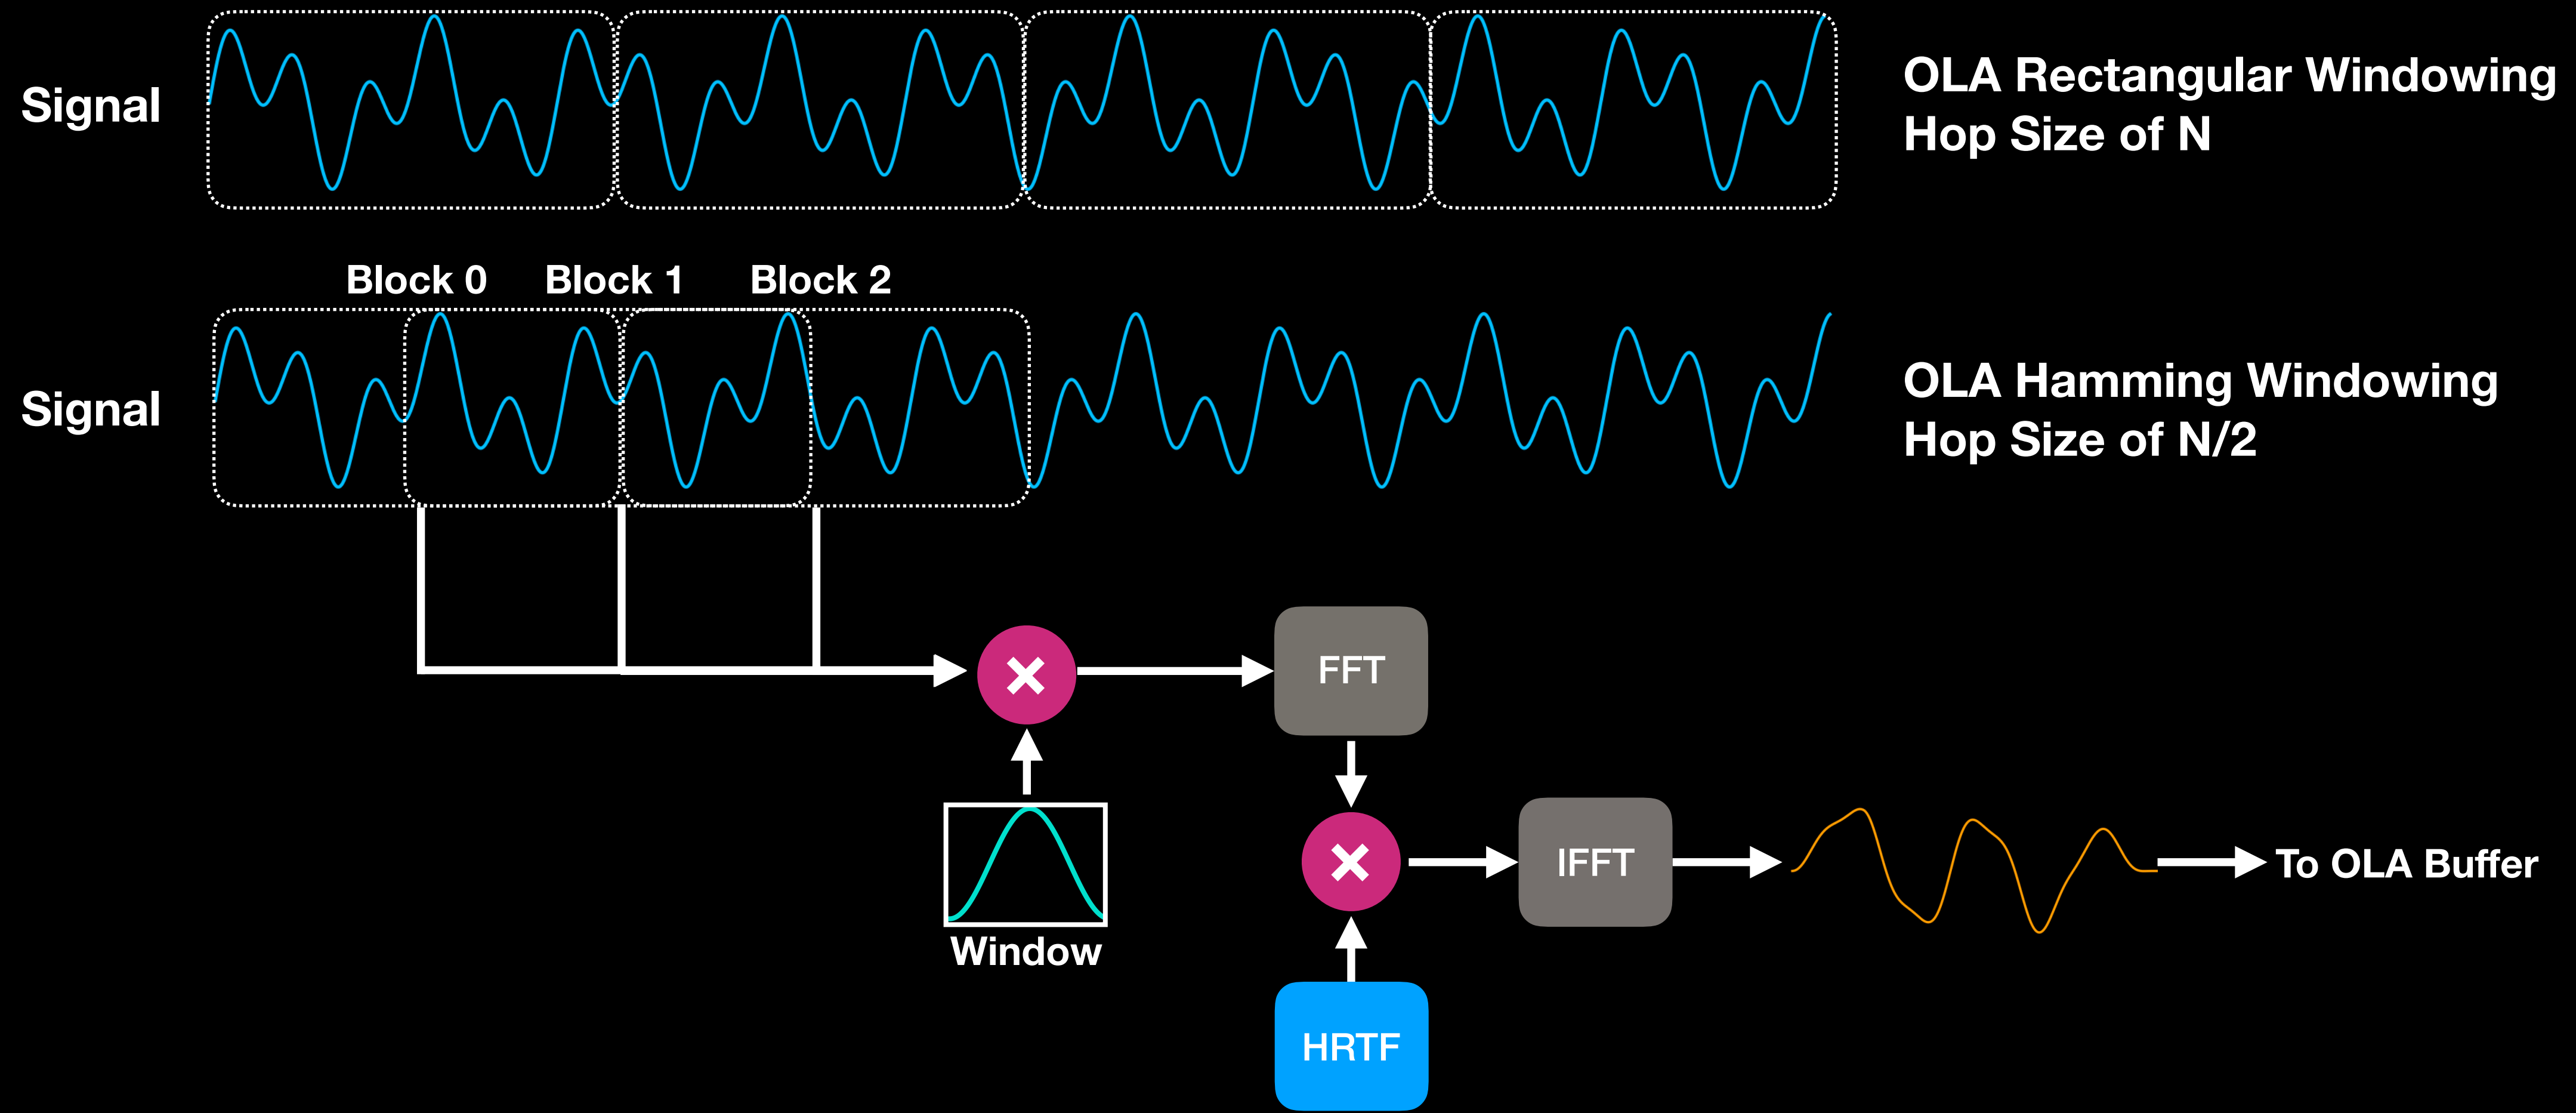 Signal
OLA Rectangular Windowing
Hop Size of N
Block 0
Block 1
Block 2
Signal
OLA Hamming Windowing
Hop Size of N/2
FFT
Window
IFFT
To OLA Buffer
HRTF